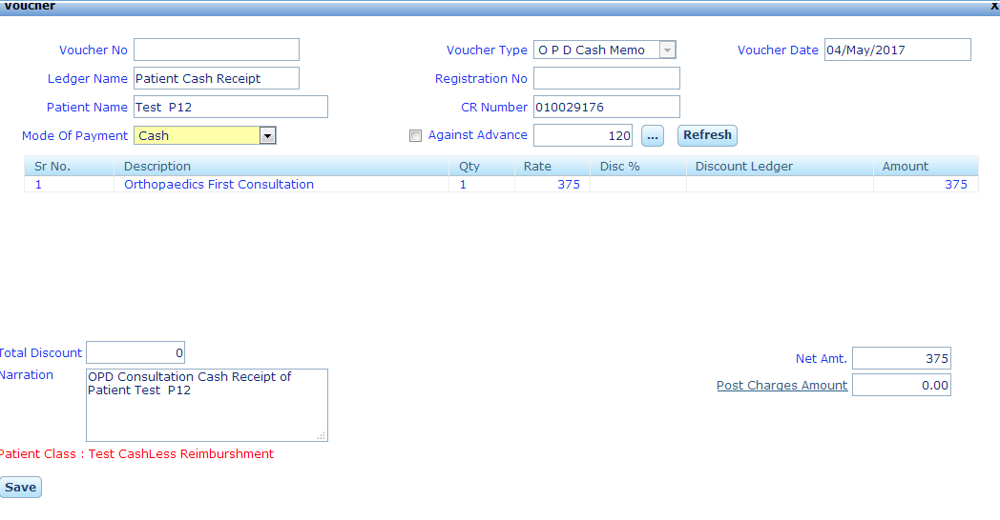 Voucher X
Voucher No Voucher Type O P D Cash Memo Voucher Date 04/May/2017
Ledger Name Patient Cash Receipt Registration No
Patient Name Test P12 CR Number 010029176
Mode Of Payment Cash Against Advance 120 ... Refresh
Sr No. Description Qty Rate Disc % Discount Ledger Amount
1 Orthopaedics First Consultation 1 375 375
Total Discount 0 Net Amt. 375
Narration OPD Consultation Cash Receipt of
Patient Test P12
Post Charges Amount 0.00
Patient Class : Test CashLess Reimburshment
Save